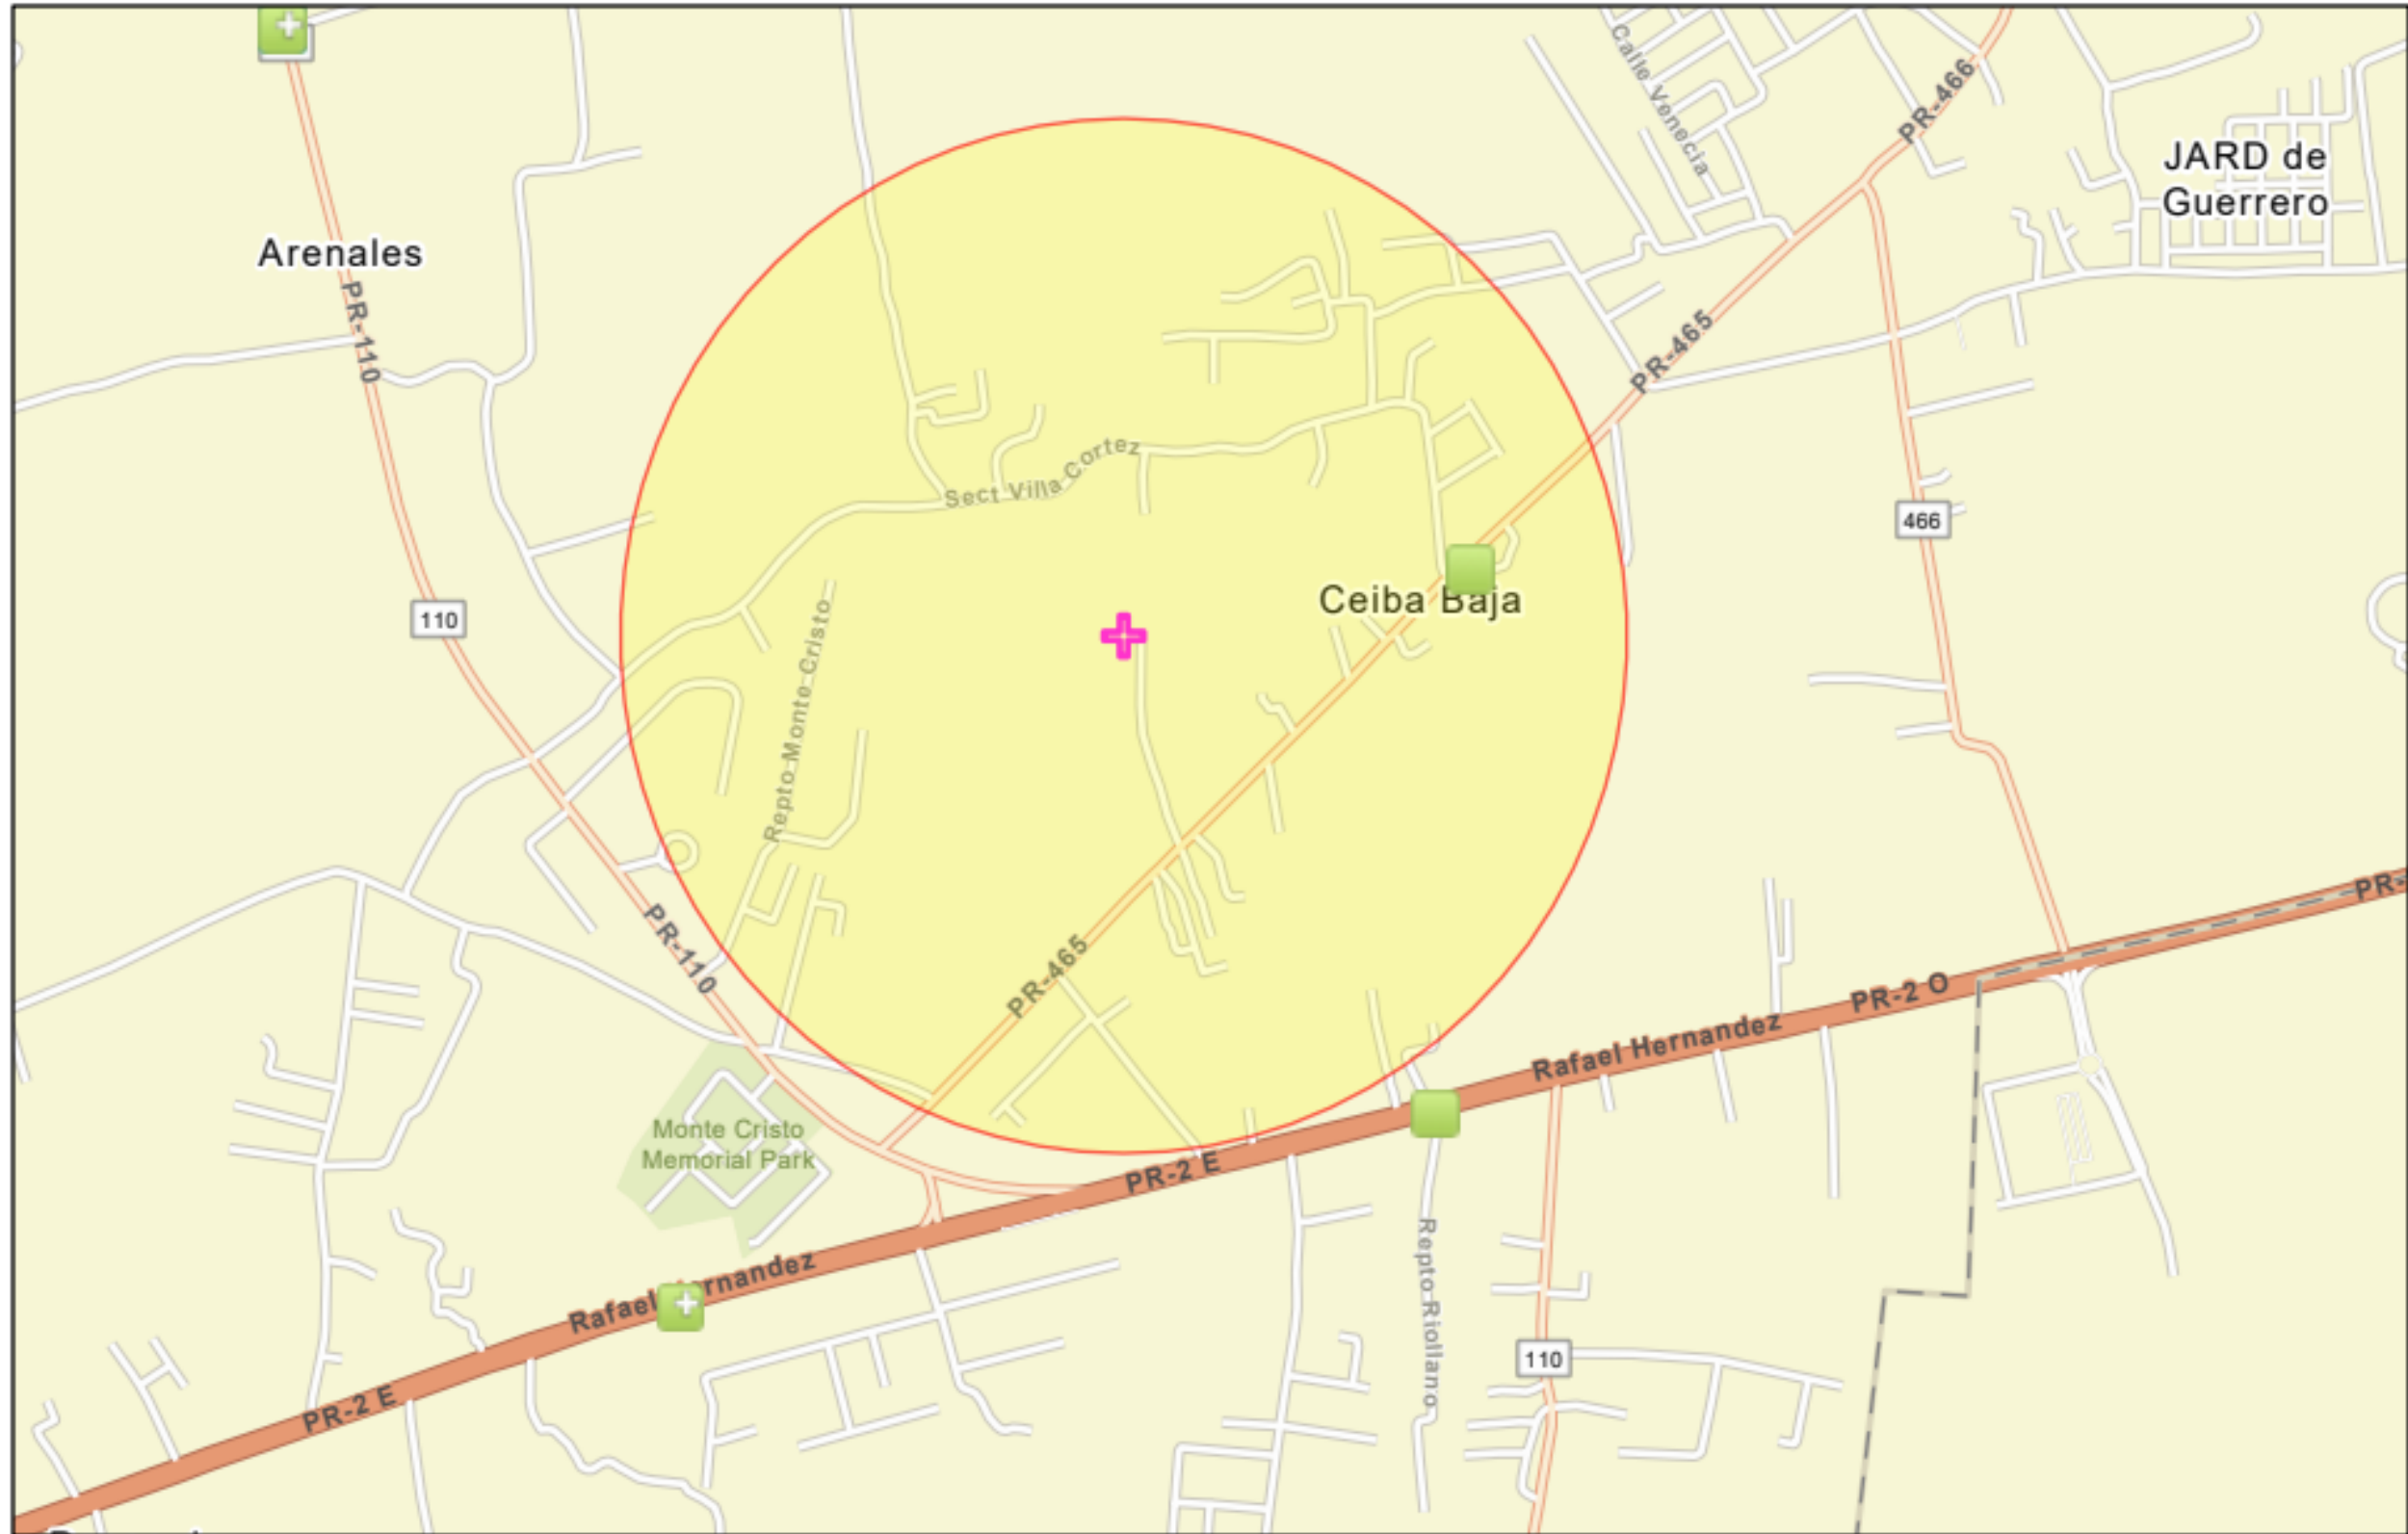 Calle Venecia
PR-466
JARD de
Guerrero
Arenales
PR-110
PR-465
Sect Villa Cortez
466
Ceiba Baja
110
Repto Monte Cristo
PR-110
PR-465
PR-
PR-2 O
Rafael Hernandez
Monte Cristo
Memorial Park
PR-2 E
Repto Riollano
Rafael Hernandez
110
PR-2 E